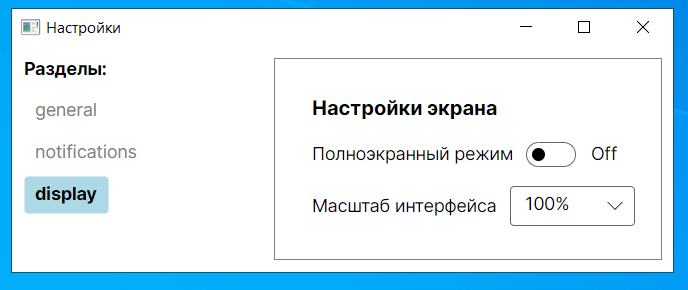 Настройки
Разделы:
general
notifications
display
Настройки экрана
Полноэкранный режим Off
Масштаб интерфейса 100%